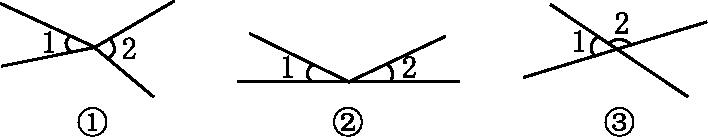 1 2 1 2 1 2
① ② ③